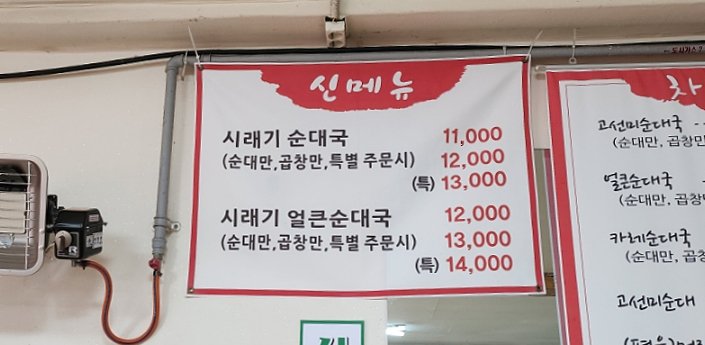 신메뉴
시래기 순대국 11,000
(순대만,곱창만,특별 주문시) 12,000
(특) 13,000
시래기 얼큰순대국 12,000
(순대만,곱창만,특별 주문시) 13,000
(특) 14,000
차
고선미순대국 --
(순대만, 곱창만
얼큰순대국 -
(순대만, 곱창
카레순대국
(순대만, 곱
고선미순대